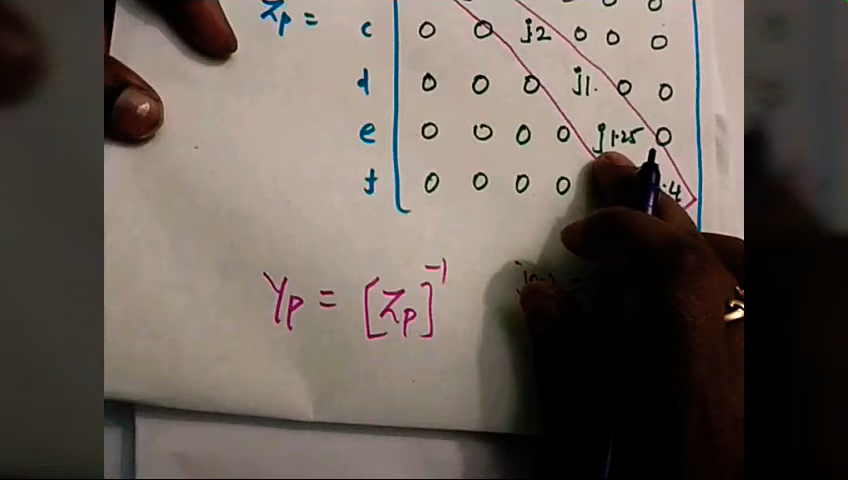 Zp = c 0 0 j2 0 0 0
d 0 0 0 j1. 0 0
e 0 0 0 0 j1.25 0
f 0 0 0 0 .4
Yp = [Zp]⁻¹